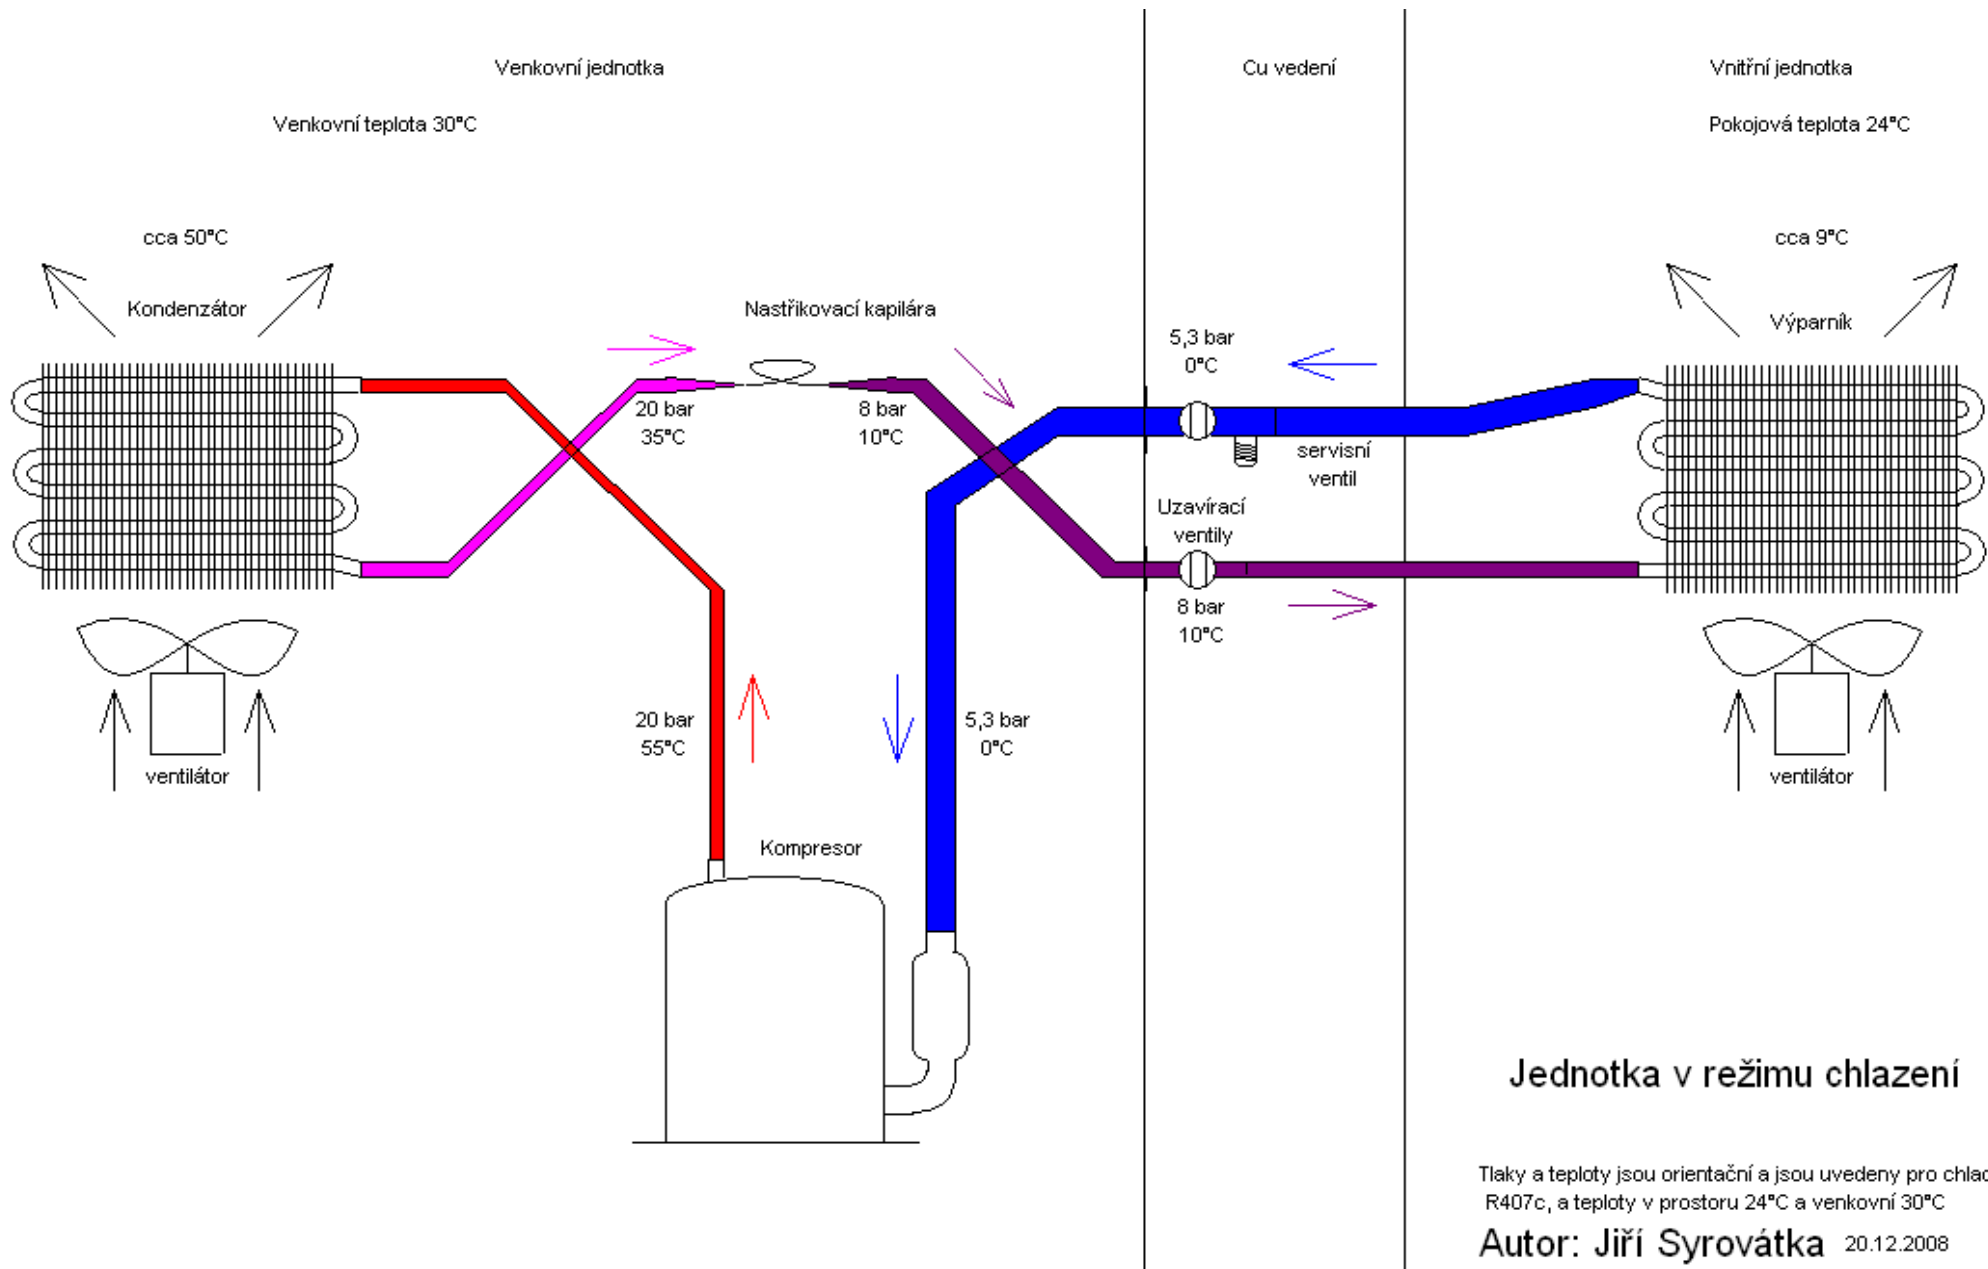 Venkovní jednotka
Cu vedení
Vnitřní jednotka
Venkovní teplota 30°C
Pokojová teplota 24°C
cca 50°C
cca 9°C
Kondenzátor
Nastřikovací kapilára
Výparník
5,3 bar
0°C
20 bar
35°C
8 bar
10°C
servisní
ventil
Uzavírací
ventily
8 bar
10°C
20 bar
55°C
5,3 bar
0°C
ventilátor
ventilátor
Kompresor
Jednotka v režimu chlazení
Tlaky a teploty jsou orientační a jsou uvedeny pro chlad
R407c, a teploty v prostoru 24°C a venkovní 30°C
Autor: Jiří Syrovátka 20.12.2008